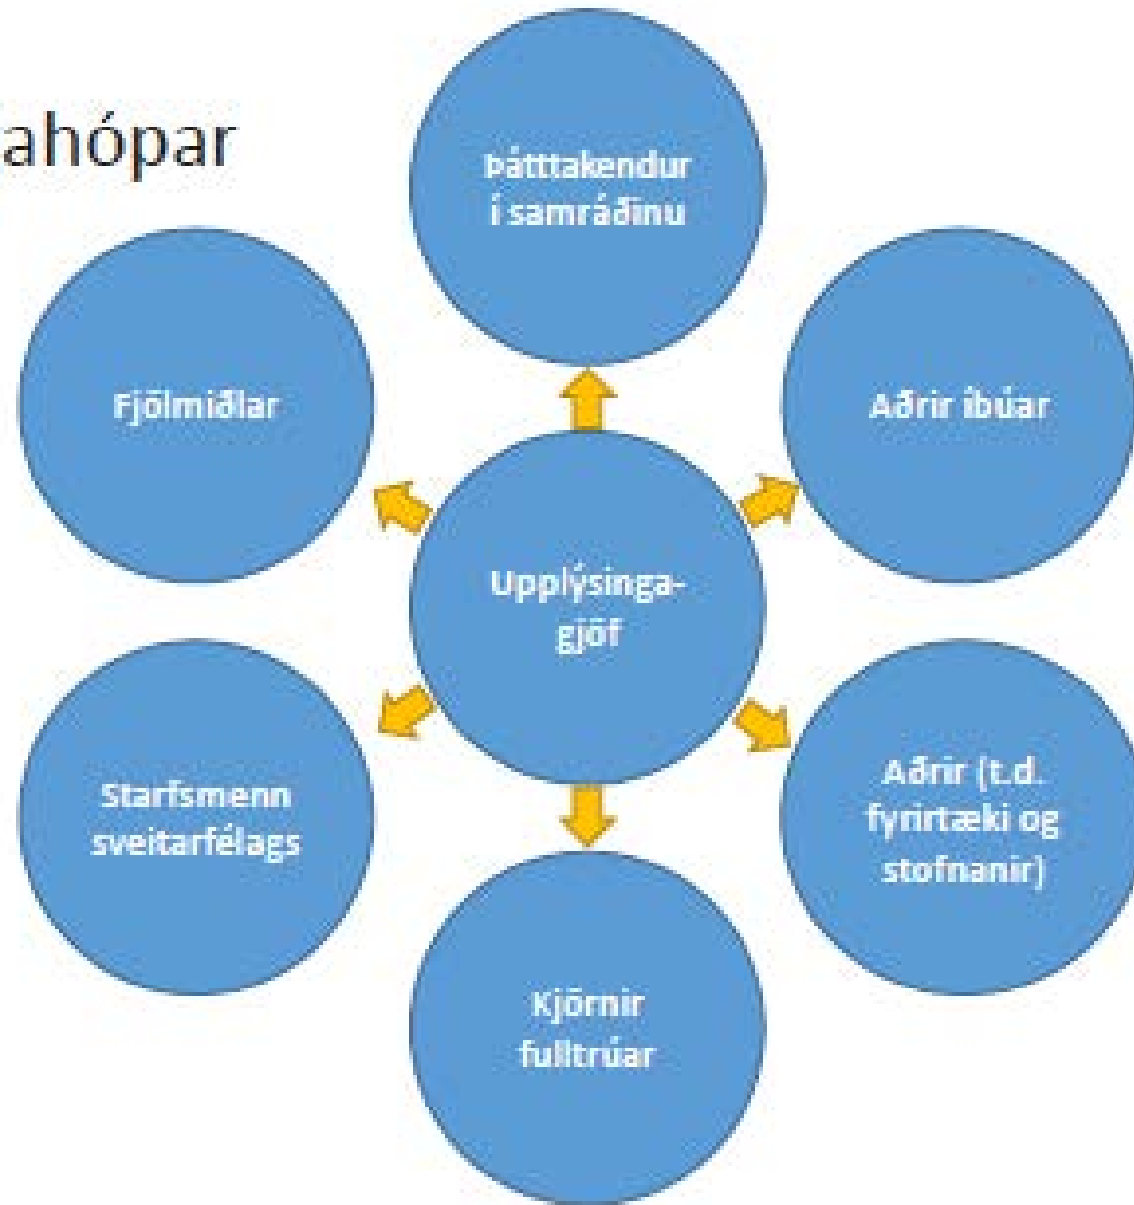 ahópar
Þátttakendur
í samráðinu
Fjölmiðlar
Aðrir íbúar
Upplýsinga-
gjöf
Starfsmenn
sveitarfélags
Aðrir (t.d.
fyrirtæki og
stofnanir)
Kjörnir
fulltrúar